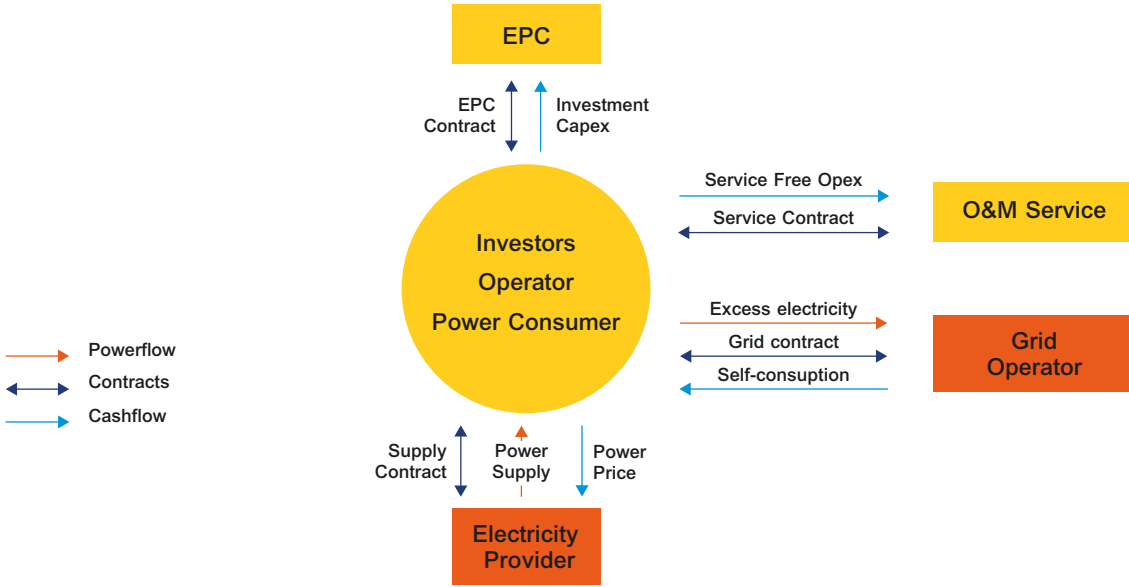 EPC
EPC
Contract
Investment
Capex
Service Free Opex
Service Contract
O&M Service
Investors
Operator
Power Consumer
Excess electricity
Grid contract
Self-consuption
Grid
Operator
Powerflow
Contracts
Cashflow
Supply
Contract
Power
Supply
Power
Price
Electricity
Provider